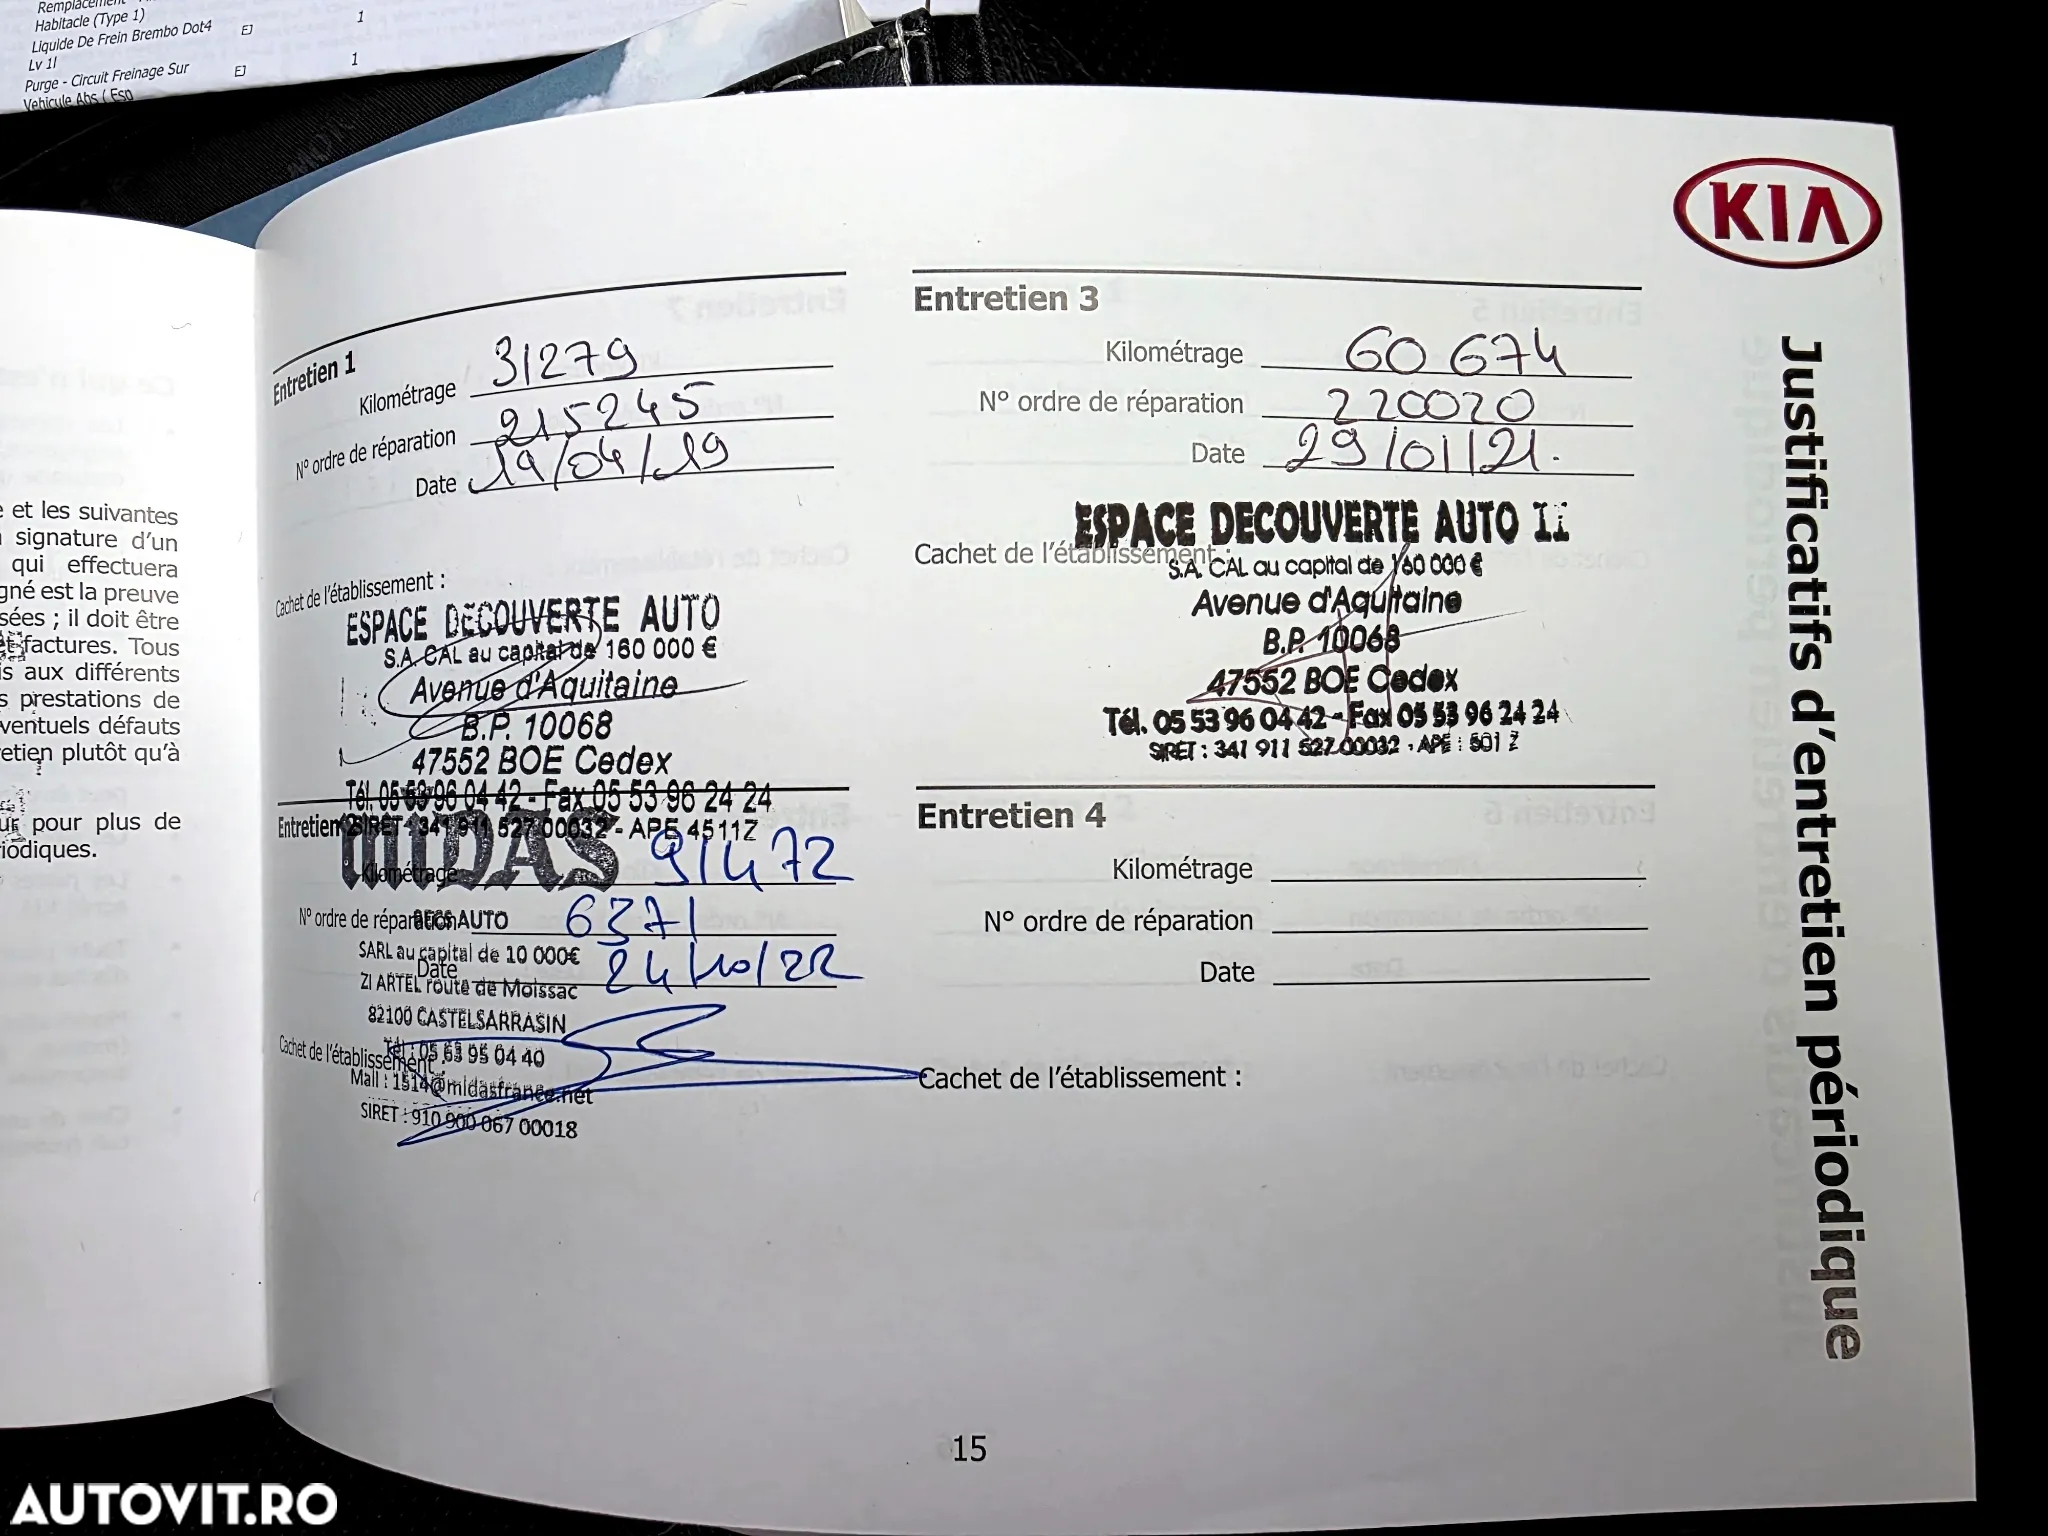 Remplacement
Habitacle (Type 1)
1
Liquide De Frein Brembo Dot4
EJ
Lv 1l
1
Purge - Circuit Freinage Sur
EJ
Vehicule Abs ( Esp
et les suivantes
signature d'un
qui effectuera
est la preuve
; il doit être
factures. Tous
aux différents
prestations de
défauts
plutôt qu'à
pour plus de
KIA
Justificatifs d'entretien périodique
Entretien 1
Kilométrage 31279
N° ordre de réparation 215245
Date 19/04/19
Cachet de l'établissement :
ESPACE DECOUVERTE AUTO
S.A. CAL au capital de 160 000 €
Avenue d'Aquitaine
B.P. 10068
47552 BOE Cedex
Tél. 05 53 96 04 42 - Fax 05 53 96 24 24
SIRET : 341 911 527 00032 - APE 4511Z
Entretien 2
MIDAS
Kilométrage 91472
N° ordre de réparation 6371
AUTO
SARL au capital de 10 000€
Date 24/10/22
ZI ARTEL route de Moissac
82100 CASTELSARRASIN
Cachet de l'établissement :
Tél : 05 63 95 04 40
Mail : 1514@midasfrance.net
SIRET : 910 900 067 00018
Entretien 3
Kilométrage 60 674
N° ordre de réparation 220020
Date 29/01/21.
Cachet de l'établissement :
ESPACE DECOUVERTE AUTO II
S.A. CAL au capital de 160 000 €
Avenue d'Aquitaine
B.P. 10068
47552 BOE Cedex
Tél. 05 53 96 04 42 - Fax 05 53 96 24 24
SIRET : 341 911 527 00032 - APE : 501 Z
Entretien 4
Kilométrage
N° ordre de réparation
Date
Cachet de l'établissement :
15
AUTOVIT.RO